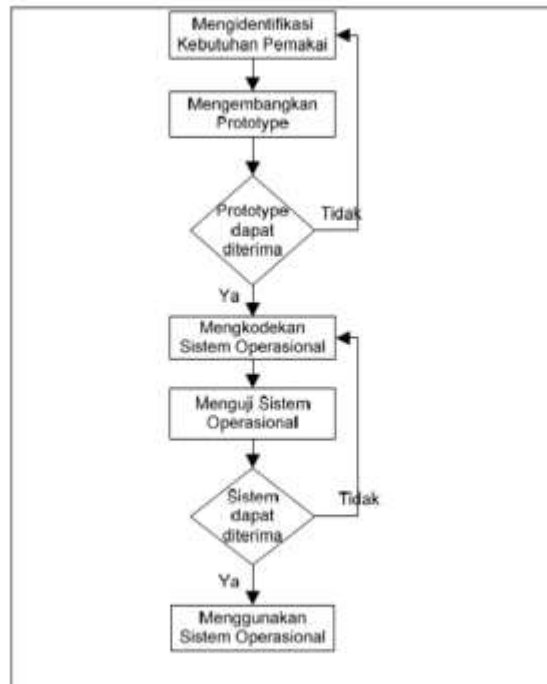 Mengidentifikasi
Kebutuhan Pemakai
Mengembangkan
Prototype
Prototype
dapat
diterima
Tidak
Ya
Mengkodekan
Sistem Operasional
Menguji Sistem
Operasional
Sistem
dapat
diterima
Tidak
Ya
Menggunakan
Sistem Operasional